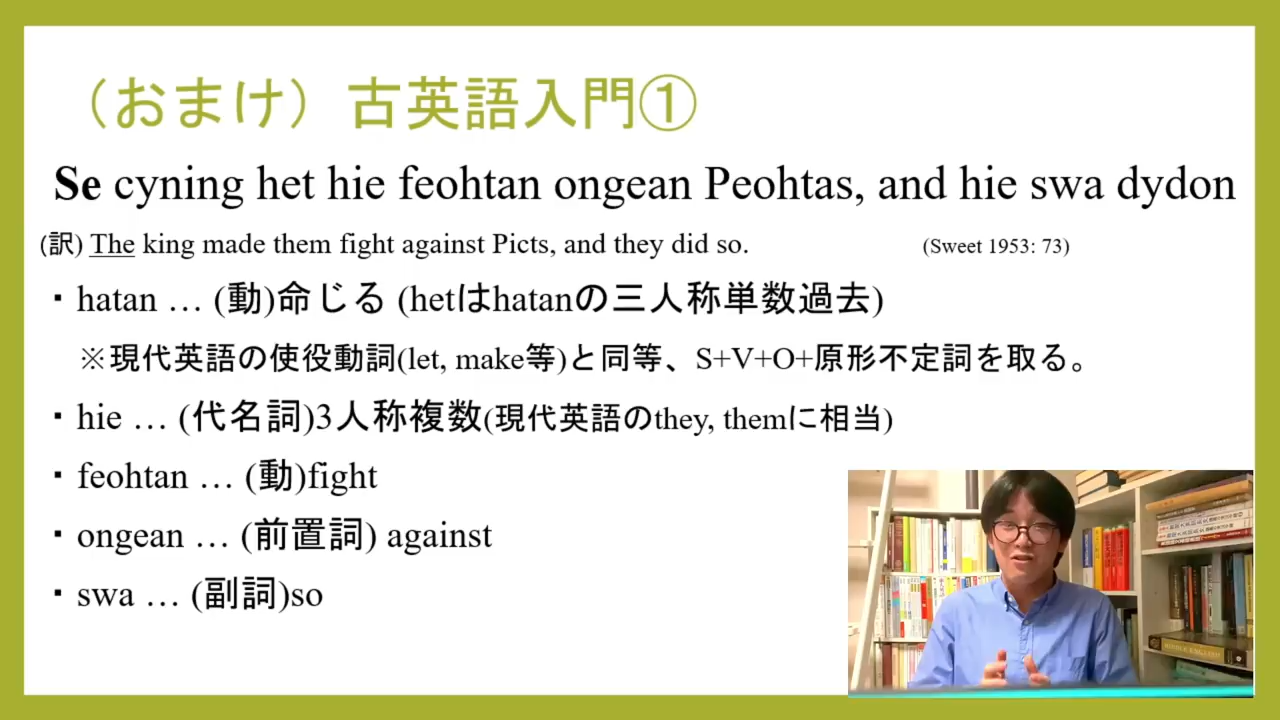 （おまけ）古英語入門①
Se cyning het hie feohtan ongean Peohtas, and hie swa dydon
(訳) The king made them fight against Picts, and they did so. (Sweet 1953: 73)
・hatan … (動)命じる (hetはhatanの三人称単数過去)
※現代英語の使役動詞(let, make等)と同等、S+V+O+原形不定詞を取る。
・hie … (代名詞)3人称複数(現代英語のthey, themに相当)
・feohtan … (動)fight
・ongean … (前置詞) against
・swa … (副詞)so